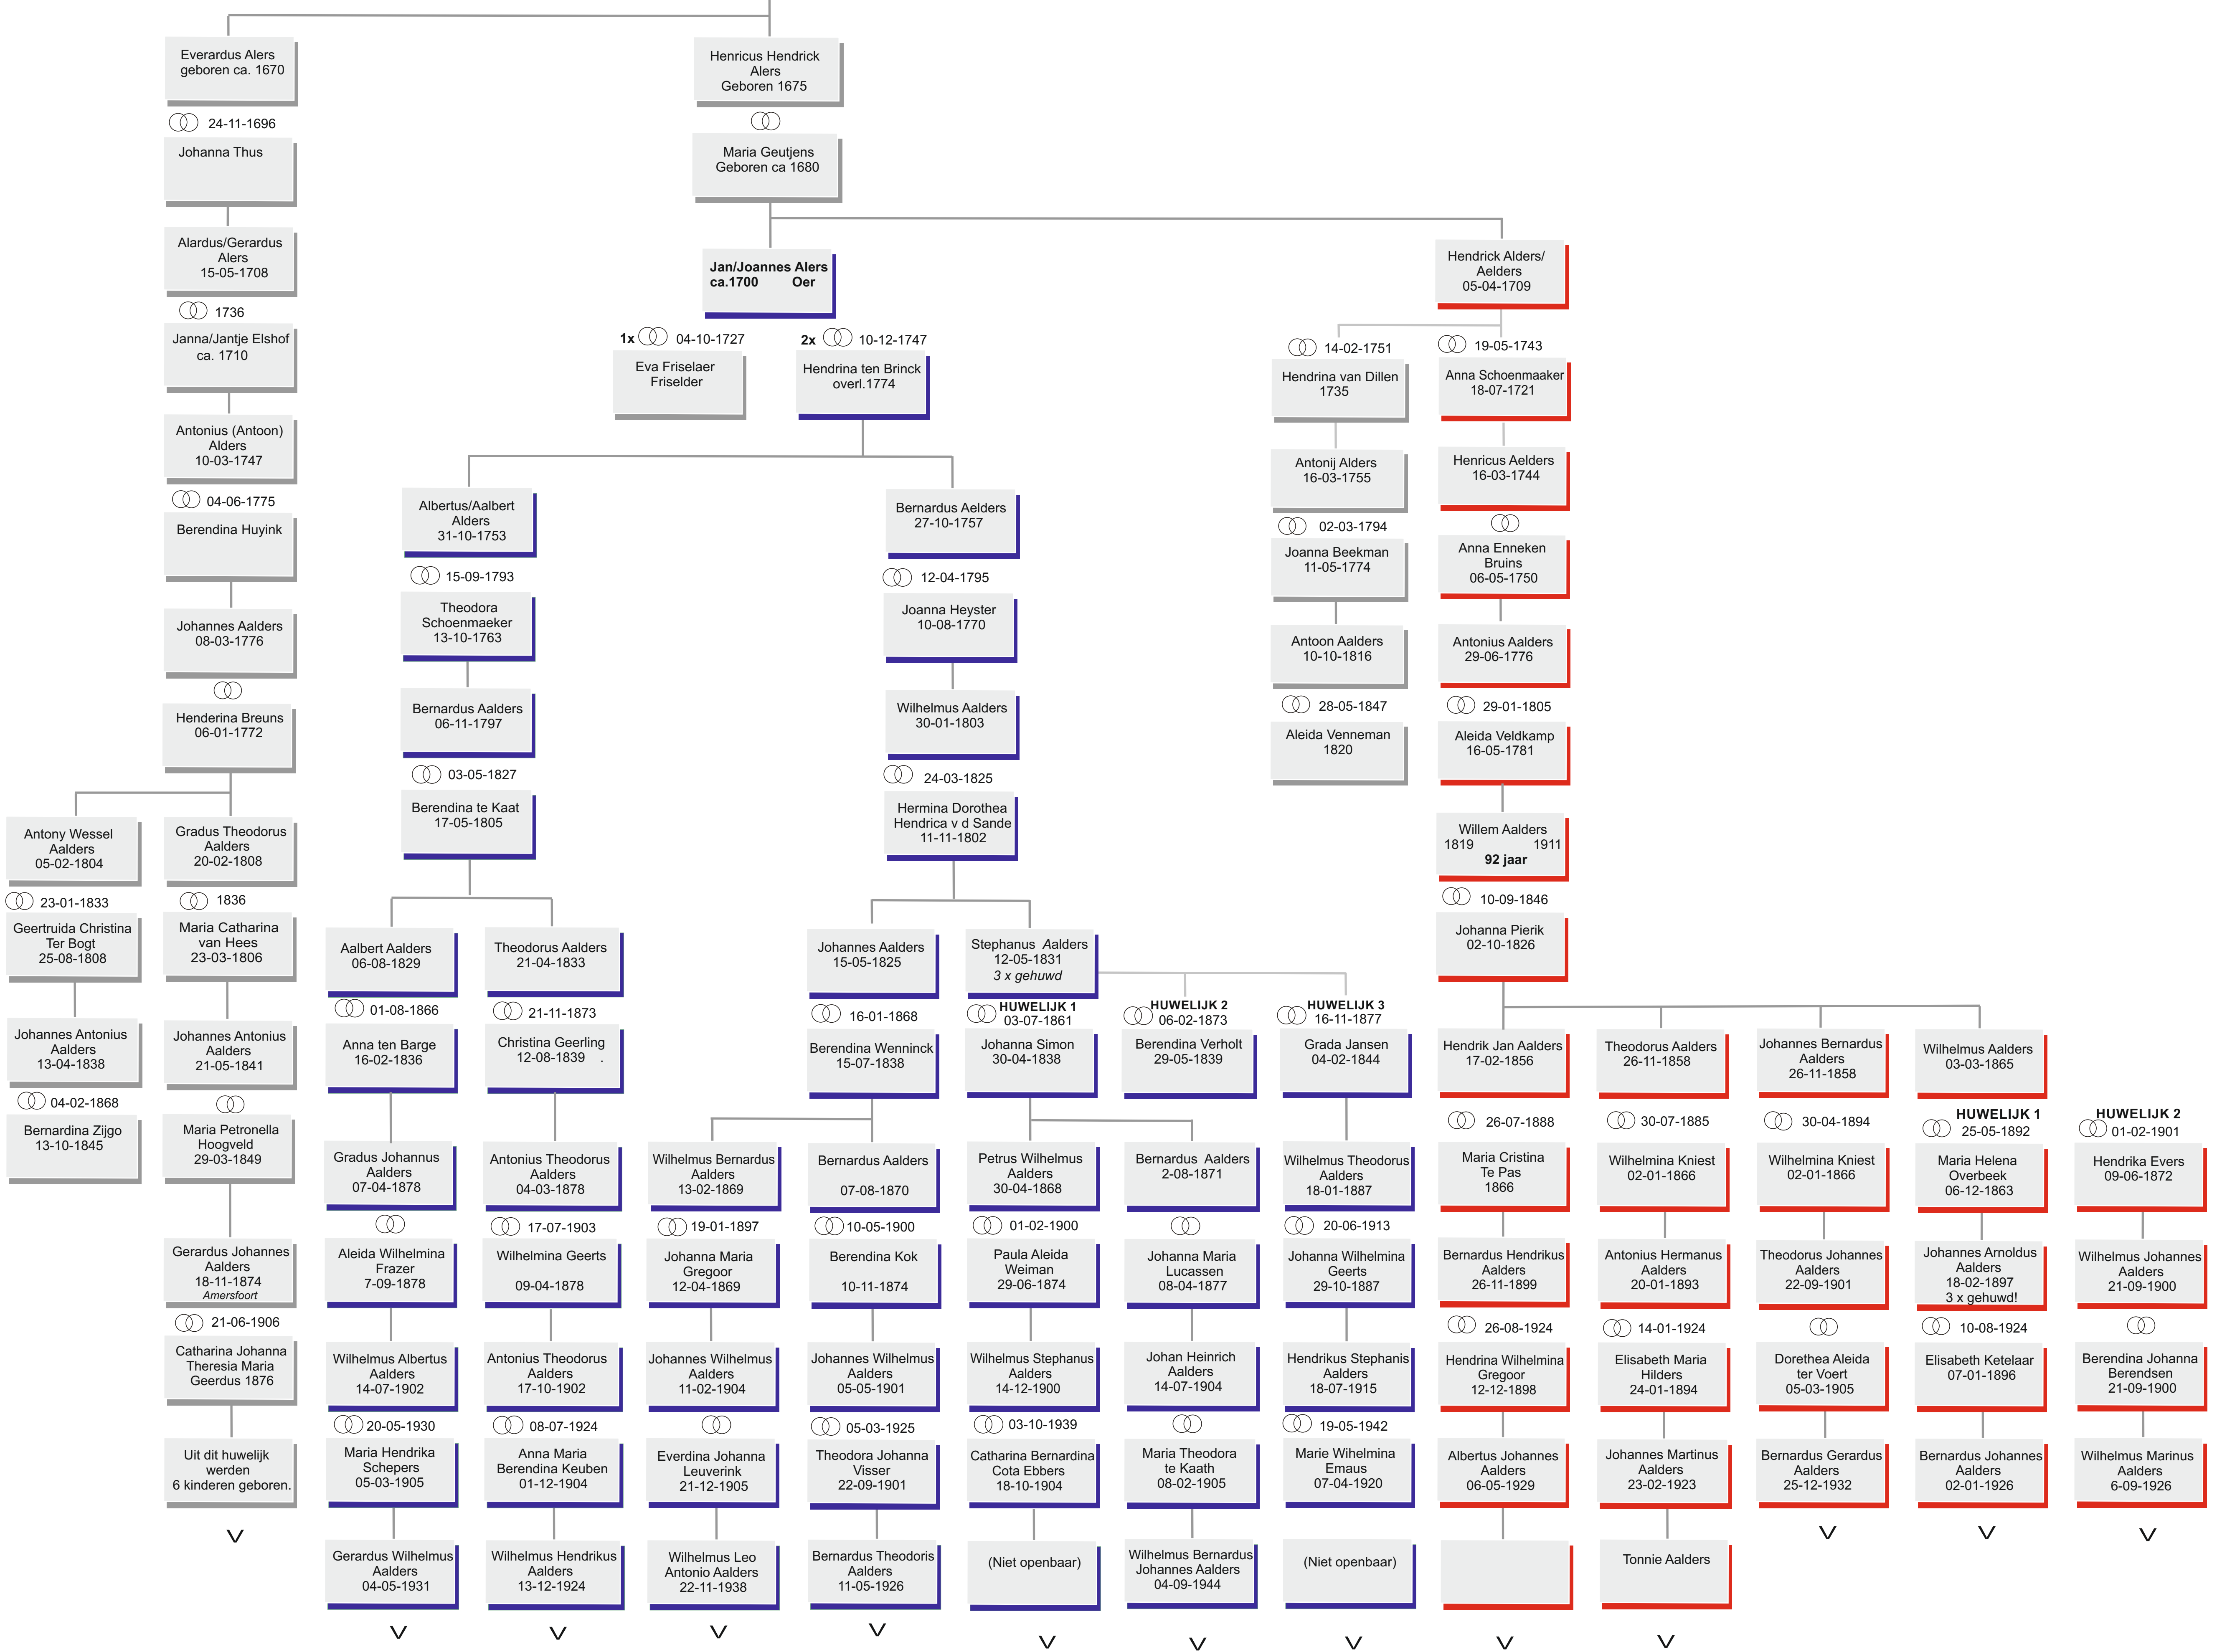 Everardus Alers
geboren ca. 1670
24-11-1696
Johanna Thus
Alardus/Gerardus
Alers
15-05-1708
1736
Janna/Jantje Elshof
ca. 1710
Antonius (Antoon)
Alders
10-03-1747
04-06-1775
Berendina Huyink
Johannes Aalders
08-03-1776
Henderina Breuns
06-01-1772
Antony Wessel
Aalders
05-02-1804
23-01-1833
Geertruida Christina
Ter Bogt
25-08-1808
Johannes Antonius
Aalders
13-04-1838
04-02-1868
Bernardina Zijgo
13-10-1845
Gradus Theodorus
Aalders
20-02-1808
1836
Maria Catharina
van Hees
23-03-1806
Johannes Antonius
Aalders
21-05-1841
Maria Petronella
Hoogveld
29-03-1849
Gerardus Johannes
Aalders
18-11-1874
Amersfoort
21-06-1906
Catharina Johanna
Theresia Maria
Geerdus 1876
Uit dit huwelijk
werden
6 kinderen geboren.
V
Henricus Hendrick
Alers
Geboren 1675
Maria Geutjens
Geboren ca 1680
Jan/Joannes Alers
ca.1700 Oer
1x 04-10-1727
Eva Friselaer
Friselder
2x 10-12-1747
Hendrina ten Brinck
overl.1774
Albertus/Aalbert
Alders
31-10-1753
15-09-1793
Theodora
Schoenmaeker
13-10-1763
Bernardus Aalders
06-11-1797
03-05-1827
Berendina te Kaat
17-05-1805
Aalbert Aalders
06-08-1829
01-08-1866
Anna ten Barge
16-02-1836
Gradus Johannus
Aalders
07-04-1878
Aleida Wilhelmina
Frazer
7-09-1878
Wilhelmus Albertus
Aalders
14-07-1902
20-05-1930
Maria Hendrika
Schepers
05-03-1905
Gerardus Wilhelmus
Aalders
04-05-1931
V
Theodorus Aalders
21-04-1833
21-11-1873
Christina Geerling
12-08-1839 .
Antonius Theodorus
Aalders
04-03-1878
17-07-1903
Wilhelmina Geerts
09-04-1878
Antonius Theodorus
Aalders
17-10-1902
08-07-1924
Anna Maria
Berendina Keuben
01-12-1904
Wilhelmus Hendrikus
Aalders
13-12-1924
V
Bernardus Aelders
27-10-1757
12-04-1795
Joanna Heyster
10-08-1770
Wilhelmus Aalders
30-01-1803
24-03-1825
Hermina Dorothea
Hendrica v d Sande
11-11-1802
Johannes Aalders
15-05-1825
16-01-1868
Berendina Wenninck
15-07-1838
Wilhelmus Bernardus
Aalders
13-02-1869
19-01-1897
Johanna Maria
Gregoor
12-04-1869
Johannes Wilhelmus
Aalders
11-02-1904
Everdina Johanna
Leuverink
21-12-1905
Wilhelmus Leo
Antonio Aalders
22-11-1938
V
Bernardus Aalders
07-08-1870
10-05-1900
Berendina Kok
10-11-1874
Johannes Wilhelmus
Aalders
05-05-1901
05-03-1925
Theodora Johanna
Visser
22-09-1901
Bernardus Theodoris
Aalders
11-05-1926
V
Stephanus Aalders
12-05-1831
3 x gehuwd
HUWELIJK 1
03-07-1861
Johanna Simon
30-04-1838
Petrus Wilhelmus
Aalders
30-04-1868
01-02-1900
Paula Aleida
Weiman
29-06-1874
Wilhelmus Stephanus
Aalders
14-12-1900
03-10-1939
Catharina Bernardina
Cota Ebbers
18-10-1904
(Niet openbaar)
V
Bernardus Aalders
2-08-1871
Johanna Maria
Lucassen
08-04-1877
Johan Heinrich
Aalders
14-07-1904
Maria Theodora
te Kaath
08-02-1905
Wilhelmus Bernardus
Johannes Aalders
04-09-1944
V
HUWELIJK 2
06-02-1873
Berendina Verholt
29-05-1839
HUWELIJK 3
16-11-1877
Grada Jansen
04-02-1844
Wilhelmus Theodorus
Aalders
18-01-1887
20-06-1913
Johanna Wilhelmina
Geerts
29-10-1887
Hendrikus Stephanis
Aalders
18-07-1915
19-05-1942
Marie Wihelmina
Emaus
07-04-1920
(Niet openbaar)
V
Hendrick Alders/
Aelders
05-04-1709
14-02-1751
Hendrina van Dillen
1735
Antonij Alders
16-03-1755
02-03-1794
Joanna Beekman
11-05-1774
Antoon Aalders
10-10-1816
28-05-1847
Aleida Venneman
1820
19-05-1743
Anna Schoenmaaker
18-07-1721
Henricus Aelders
16-03-1744
Anna Enneken
Bruins
06-05-1750
Antonius Aalders
29-06-1776
29-01-1805
Aleida Veldkamp
16-05-1781
Willem Aalders
1819 1911
92 jaar
10-09-1846
Johanna Pierik
02-10-1826
Hendrik Jan Aalders
17-02-1856
26-07-1888
Maria Cristina
Te Pas
1866
Bernardus Hendrikus
Aalders
26-11-1899
26-08-1924
Hendrina Wilhelmina
Gregoor
12-12-1898
Albertus Johannes
Aalders
06-05-1929
V
Theodorus Aalders
26-11-1858
30-07-1885
Wilhelmina Kniest
02-01-1866
Antonius Hermanus
Aalders
20-01-1893
14-01-1924
Elisabeth Maria
Hilders
24-01-1894
Johannes Martinus
Aalders
23-02-1923
Tonnie Aalders
V
Johannes Bernardus
Aalders
26-11-1858
30-04-1894
Wilhelmina Kniest
02-01-1866
Theodorus Johannes
Aalders
22-09-1901
Dorethea Aleida
ter Voert
05-03-1905
Bernardus Gerardus
Aalders
25-12-1932
V
Wilhelmus Aalders
03-03-1865
HUWELIJK 1
25-05-1892
Maria Helena
Overbeek
06-12-1863
Johannes Arnoldus
Aalders
18-02-1897
3 x gehuwd!
10-08-1924
Elisabeth Ketelaar
07-01-1896
Bernardus Johannes
Aalders
02-01-1926
V
HUWELIJK 2
01-02-1901
Hendrika Evers
09-06-1872
Wilhelmus Johannes
Aalders
21-09-1900
Berendina Johanna
Berendsen
21-09-1900
Wilhelmus Marinus
Aalders
6-09-1926
V